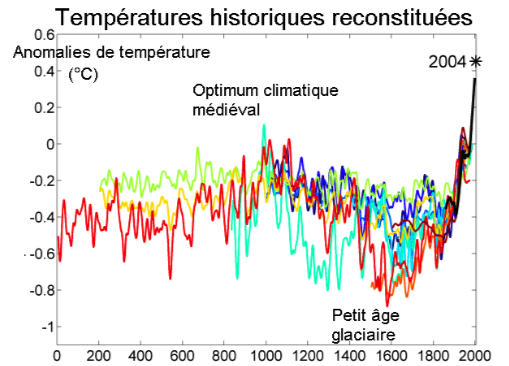 Températures historiques reconstituées
0.6
Anomalies de température
(°C)
2004 *
0.4
Optimum climatique
médiéval
0.2
0
-0.2
-0.4
-0.6
-0.8
Petit âge
glaciaire
-1
0 200 400 600 800 1000 1200 1400 1600 1800 2000